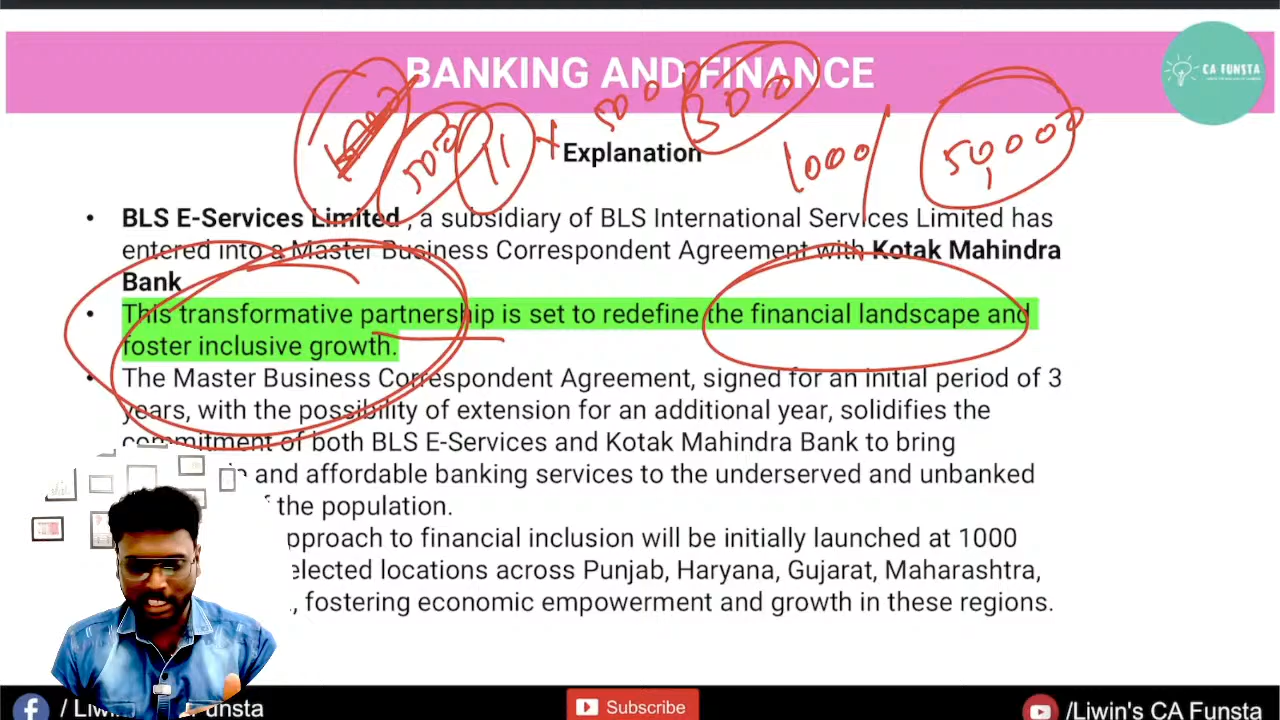 BANKING AND FINANCE
CA FUNSTA
1000 500 11 + 500 300 1000/ 50,000
Explanation
• BLS E-Services Limited , a subsidiary of BLS International Services Limited has
entered into a Master Business Correspondent Agreement with Kotak Mahindra
Bank
• This transformative partnership is set to redefine the financial landscape and
foster inclusive growth.
• The Master Business Correspondent Agreement, signed for an initial period of 3
years, with the possibility of extension for an additional year, solidifies the
commitment of both BLS E-Services and Kotak Mahindra Bank to bring
and affordable banking services to the underserved and unbanked
the population.
pproach to financial inclusion will be initially launched at 1000
elected locations across Punjab, Haryana, Gujarat, Maharashtra,
, fostering economic empowerment and growth in these regions.
Subscribe
/Liwin's CA Funsta